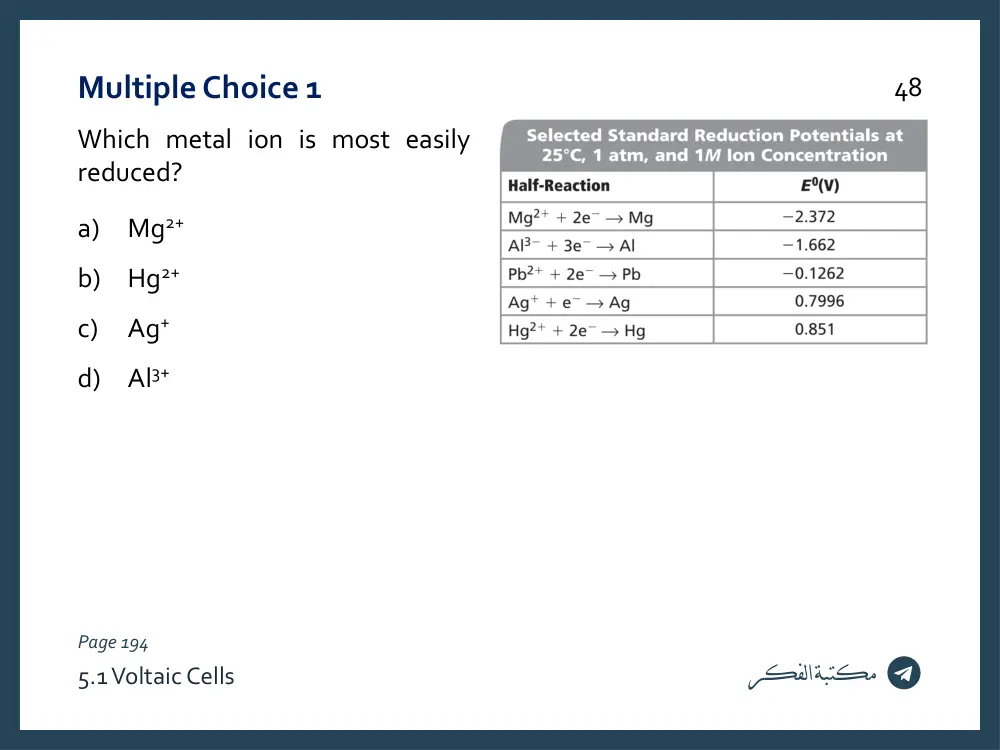 Multiple Choice 1
48
Which metal ion is most easily
reduced?
a) Mg²⁺
b) Hg²⁺
c) Ag⁺
d) Al³⁺
Selected Standard Reduction Potentials at
25°C, 1 atm, and 1M Ion Concentration
Half-Reaction E⁰(V)
Mg²⁺ + 2e⁻ → Mg −2.372
Al³⁻ + 3e⁻ → Al −1.662
Pb²⁺ + 2e⁻ → Pb −0.1262
Ag⁺ + e⁻ → Ag 0.7996
Hg²⁺ + 2e⁻ → Hg 0.851
Page 194
5.1 Voltaic Cells
مكتبة الفكر